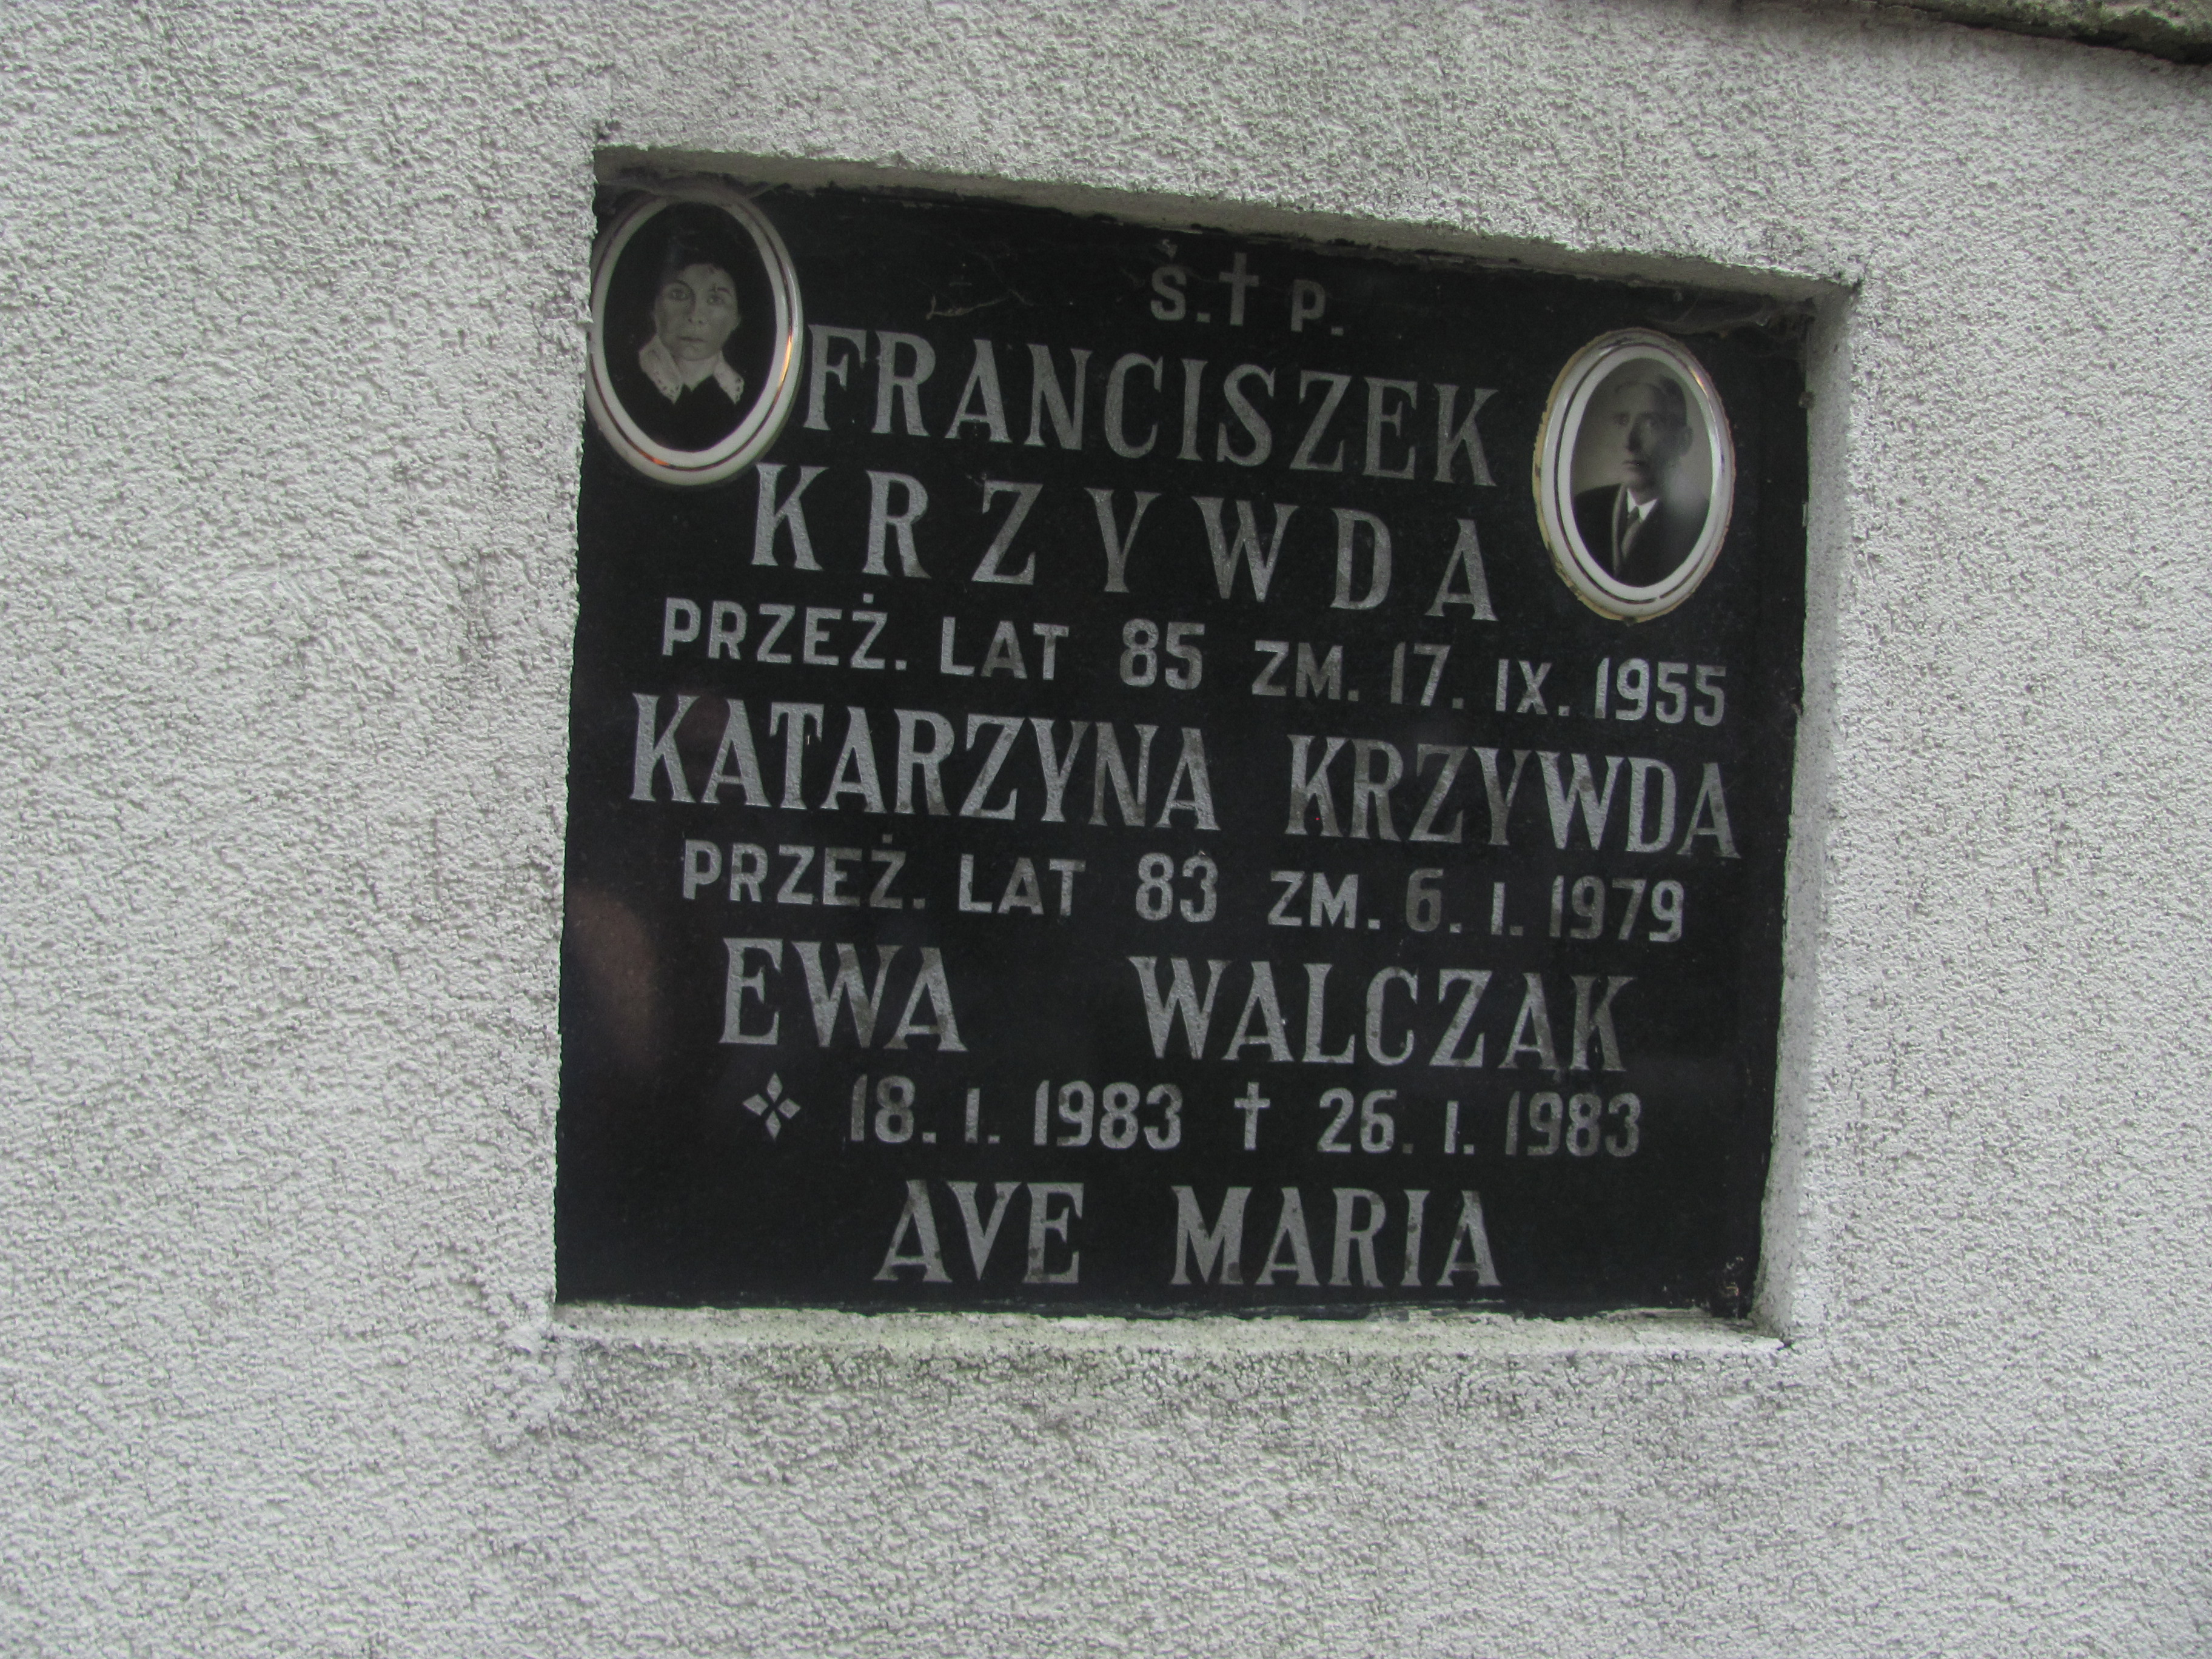 Ś.✝P.
FRANCISZEK
KRZYWDA
PRZEŻ. LAT 85 ZM. 17. IX. 1955
KATARZYNA KRZYWDA
PRZEŻ. LAT 83 ZM. 6. I. 1979
EWA WALCZAK
❖ 18. I. 1983 ✝ 26. I. 1983
AVE MARIA